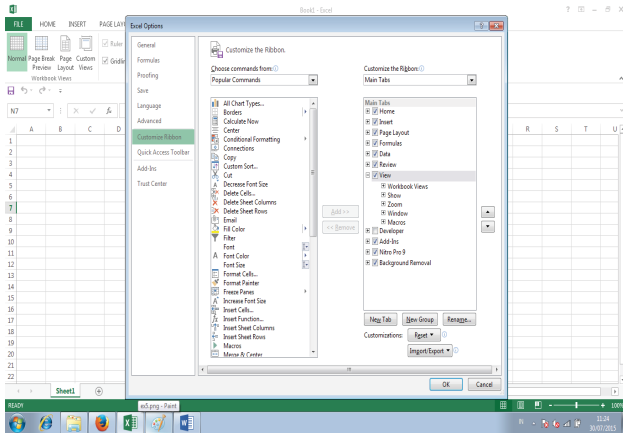 Book1 - Excel
FILE HOME INSERT PAGE LAY
Normal Page Break Preview Page Layout Custom Views
Ruler
Gridlin
Workbook Views
N7
A B C D R S T U
1
2
3
4
5
6
7
8
9
10
11
12
13
14
15
16
17
18
19
20
21
22
Excel Options
General
Formulas
Proofing
Save
Language
Advanced
Customize Ribbon
Quick Access Toolbar
Add-Ins
Trust Center
Customize the Ribbon.
Choose commands from:
Popular Commands
All Chart Types...
Borders
Calculate Now
Center
Conditional Formatting
Connections
Copy
Custom Sort...
Cut
Decrease Font Size
Delete Cells...
Delete Sheet Columns
Delete Sheet Rows
Email
Fill Color
Filter
Font
Font Color
Font Size
Format Cells...
Format Painter
Freeze Panes
Increase Font Size
Insert Cells...
Insert Function...
Insert Sheet Columns
Insert Sheet Rows
Macros
Merge & Center
Add >>
<< Remove
Customize the Ribbon:
Main Tabs
Main Tabs
Home
Insert
Page Layout
Formulas
Data
Review
View
Workbook Views
Show
Zoom
Window
Macros
Developer
Add-Ins
Nitro Pro 9
Background Removal
New Tab New Group Rename...
Customizations: Reset
Import/Export
OK Cancel
Sheet1
READY
ex5.png - Paint
100%
IN
11:24
30/07/2015